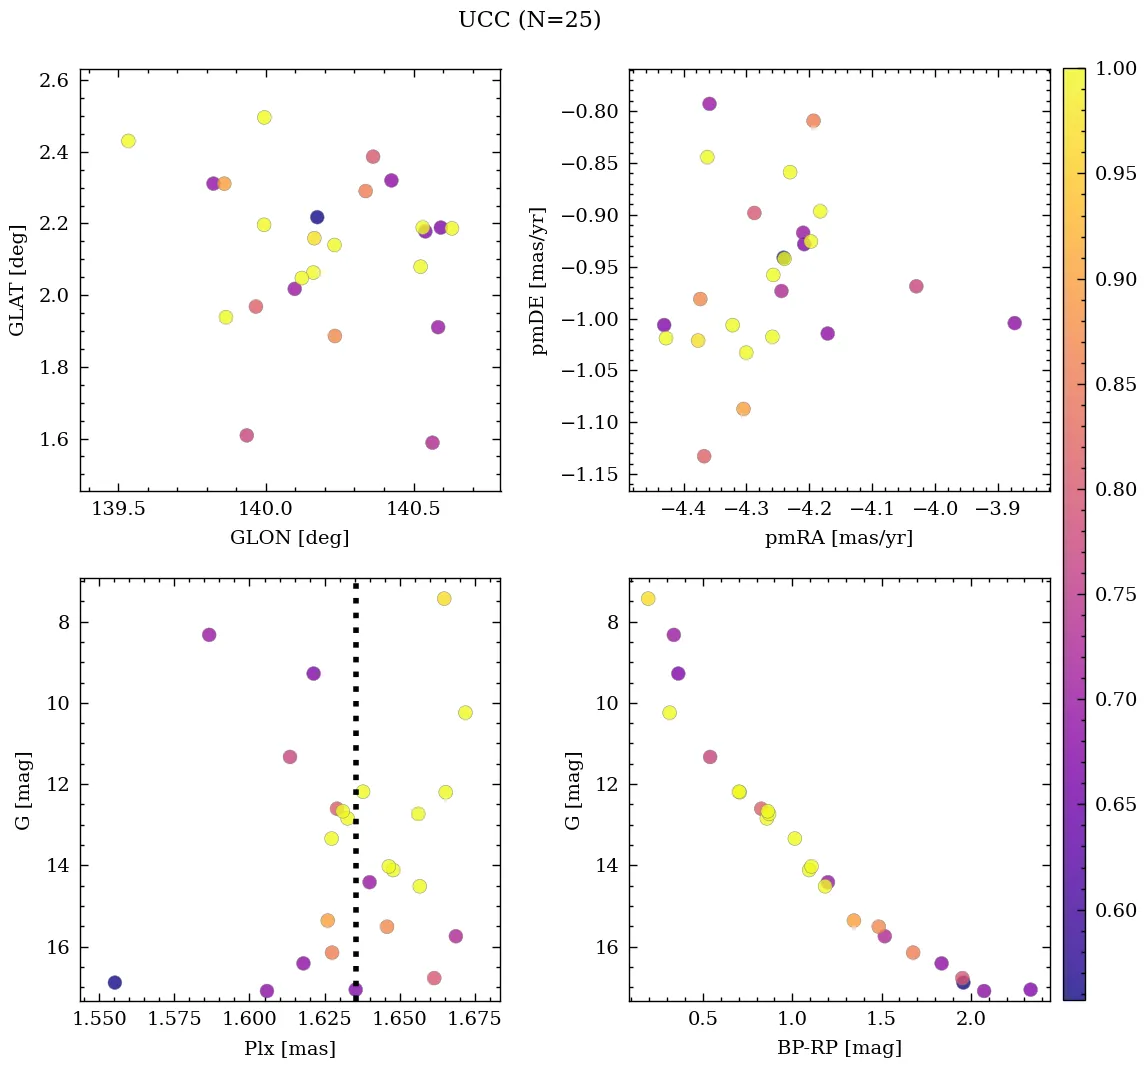 UCC (N=25)
2.6
2.4
2.2
2.0
1.8
1.6
GLAT [deg]
139.5 140.0 140.5
GLON [deg]
−0.80
−0.85
−0.90
−0.95
−1.00
−1.05
−1.10
−1.15
pmDE [mas/yr]
−4.4 −4.3 −4.2 −4.1 −4.0 −3.9
pmRA [mas/yr]
8
10
12
14
16
G [mag]
1.550 1.575 1.600 1.625 1.650 1.675
Plx [mas]
8
10
12
14
16
G [mag]
0.5 1.0 1.5 2.0
BP-RP [mag]
1.00
0.95
0.90
0.85
0.80
0.75
0.70
0.65
0.60